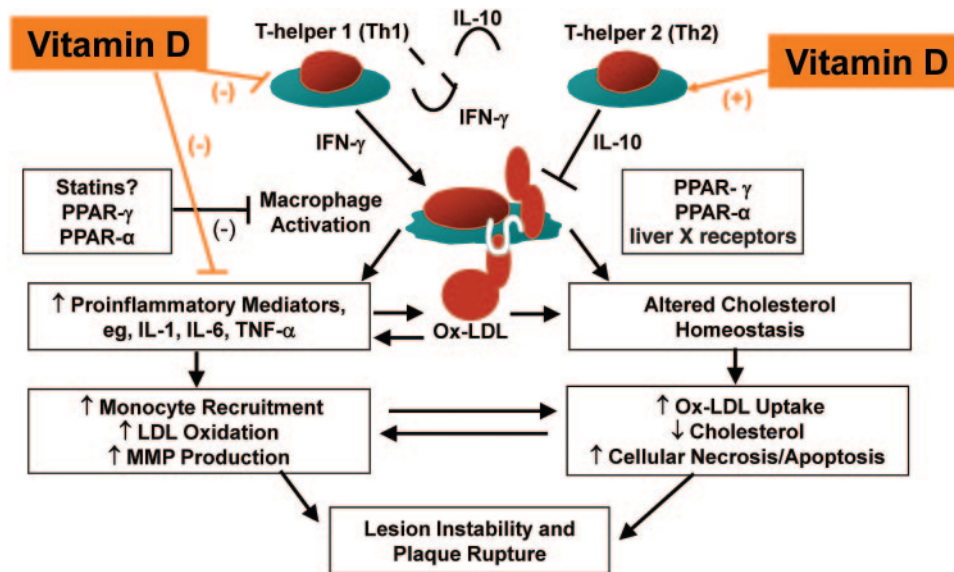 Vitamin D
T-helper 1 (Th1)
IL-10
T-helper 2 (Th2)
Vitamin D
(-)
(+)
IFN-γ
IFN-γ
IL-10
(-)
Statins?
PPAR-γ
PPAR-α
(-)
Macrophage
Activation
PPAR- γ
PPAR-α
liver X receptors
↑ Proinflammatory Mediators,
eg, IL-1, IL-6, TNF-α
Ox-LDL
Altered Cholesterol
Homeostasis
↑ Monocyte Recruitment
↑ LDL Oxidation
↑ MMP Production
↑ Ox-LDL Uptake
↓ Cholesterol
↑ Cellular Necrosis/Apoptosis
Lesion Instability and
Plaque Rupture